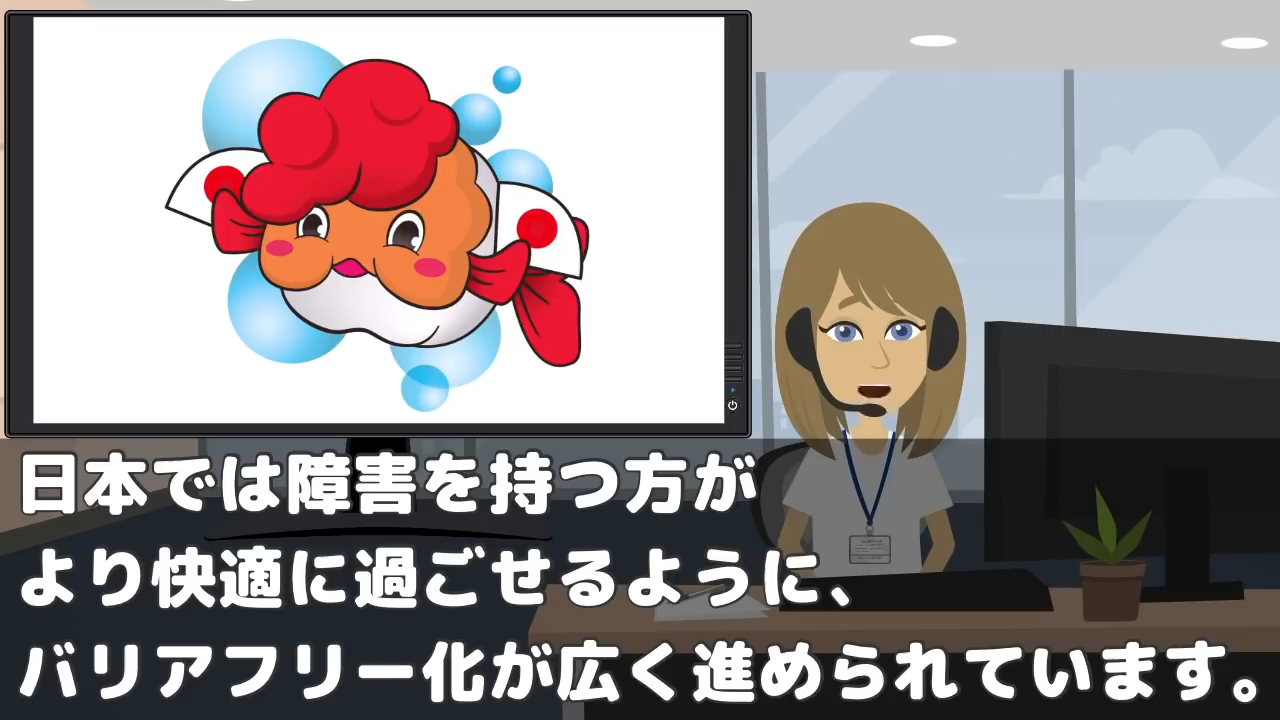 日本では障害を持つ方が
より快適に過ごせるように、
バリアフリー化が広く進められています。